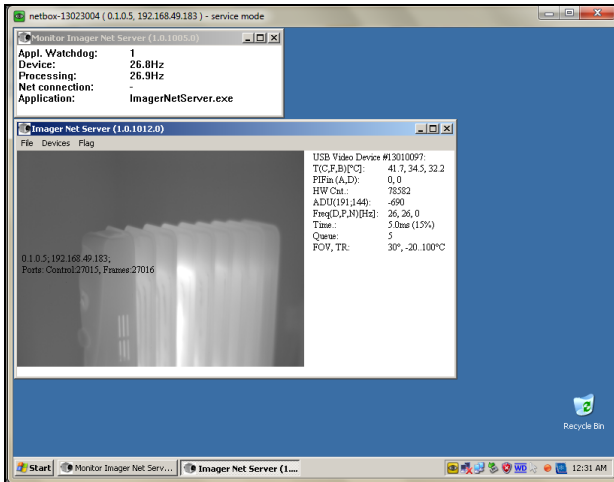 netbox-13023004 ( 0.1.0.5, 192.168.49.183 ) - service mode
Monitor Imager Net Server (1.0.1005.0)
Appl. Watchdog: 1
Device: 26.8Hz
Processing: 26.9Hz
Net connection: -
Application: ImagerNetServer.exe
Imager Net Server (1.0.1012.0)
File Devices Flag
USB Video Device #13010097:
T(C,F,B)[°C]: 41.7, 34.5, 32.2
PIFin (A,D): 0, 0
HW Cnt.: 78582
ADU(191;144): -690
Freq(D,P,N)[Hz]: 26, 26, 0
Time.: 5.0ms (15%)
Queue: 5
FOV, TR: 30°, -20..100°C
0.1.0.5; 192.168.49.183;
Ports: Control:27015, Frames:27016
Recycle Bin
Start Monitor Imager Net Serv... Imager Net Server (1.... WD 12:31 AM